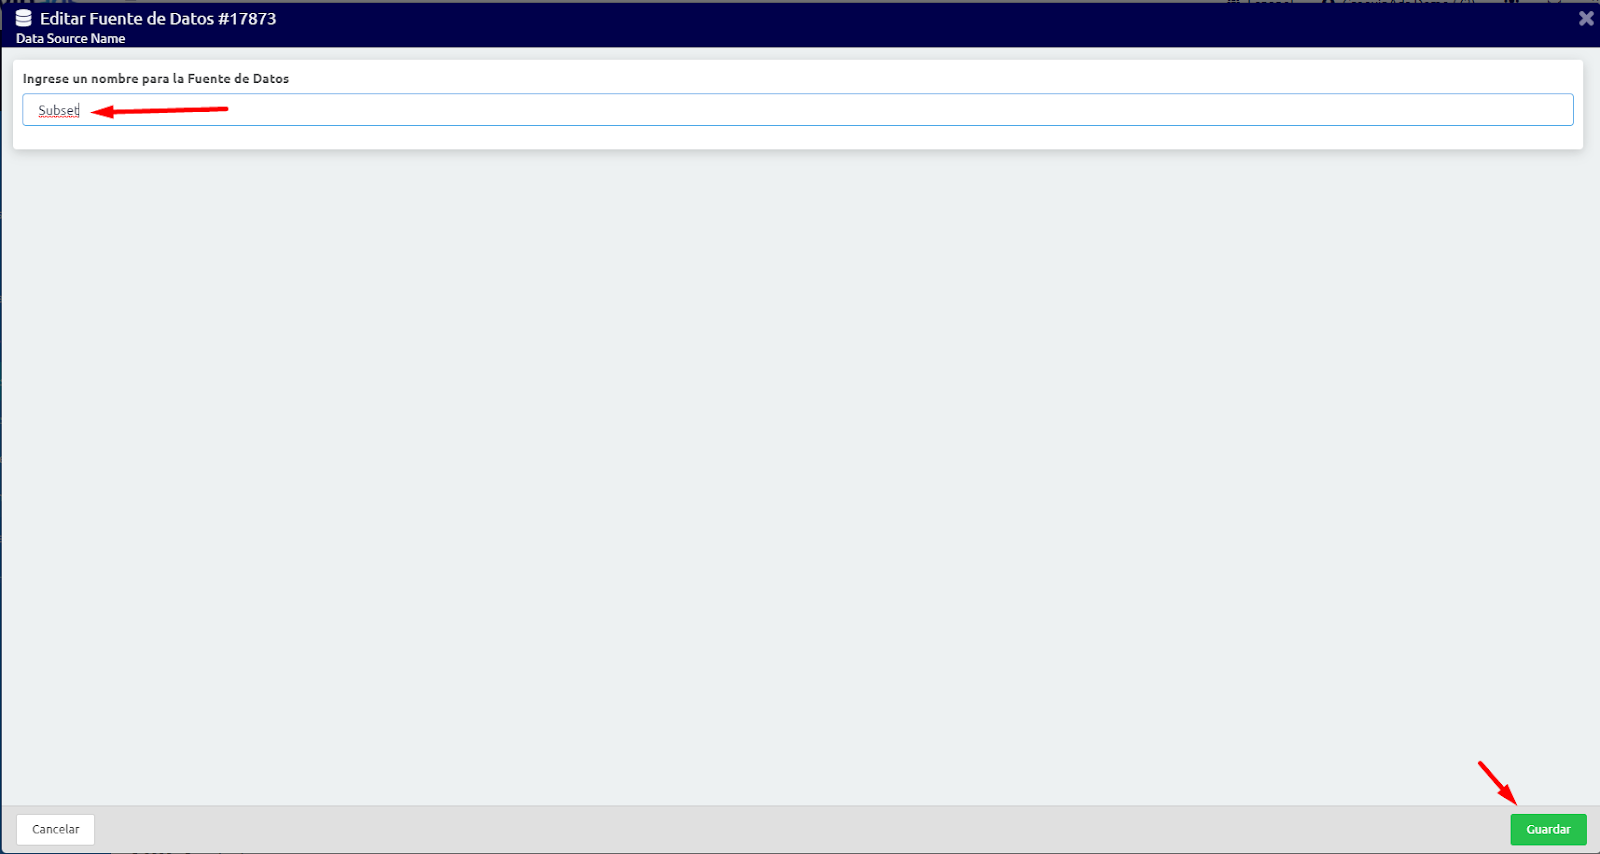 Editar Fuente de Datos #17873
Data Source Name
Ingrese un nombre para la Fuente de Datos
Subset
Cancelar
Guardar